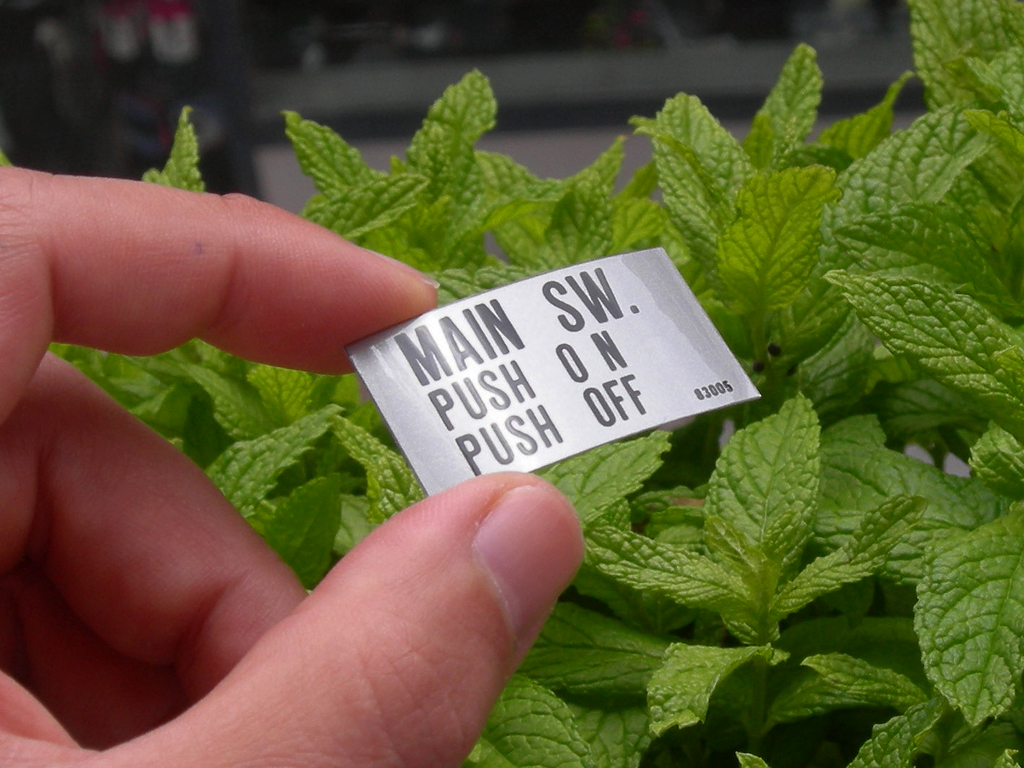 MAIN SW.
PUSH ON
PUSH OFF
83005